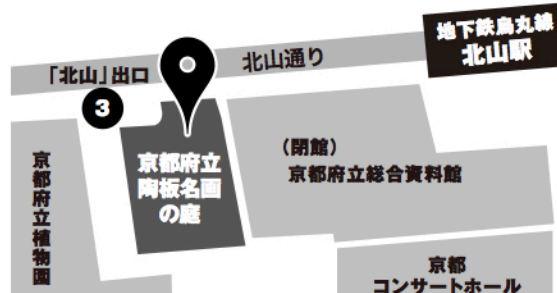 地下鉄烏丸線
北山駅
北山通り
「北山」出口
3
京都府立
陶板名画
の庭
（閉館）
京都府立総合資料館
京都府立植物園
京都
コンサートホール